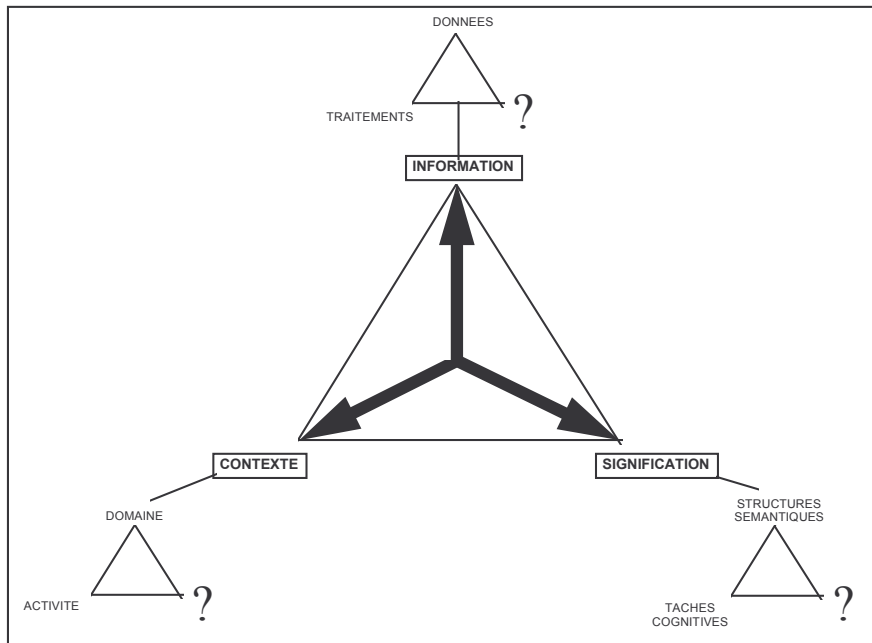 DONNEES
TRAITEMENTS
?
INFORMATION
CONTEXTE
SIGNIFICATION
DOMAINE
ACTIVITE
?
STRUCTURES
SEMANTIQUES
TACHES
COGNITIVES
?